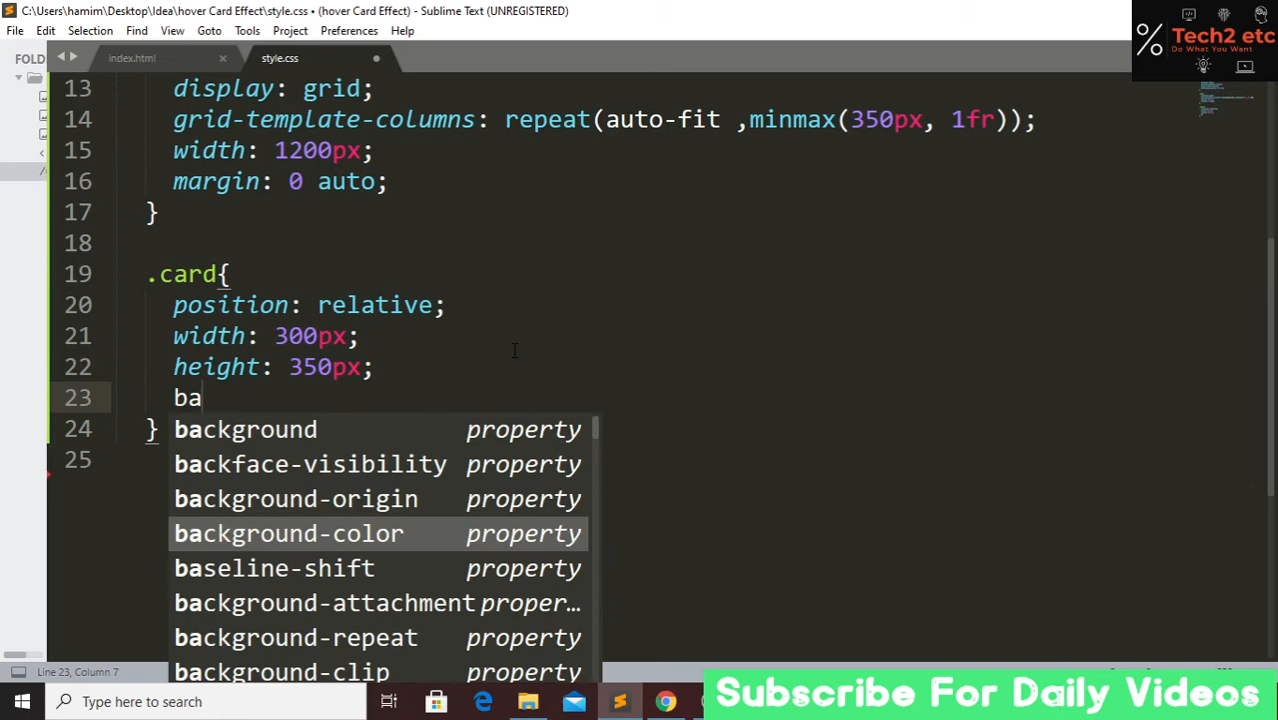 C:\Users\hamim\Desktop\Idea\hover Card Effect\style.css • (hover Card Effect) - Sublime Text (UNREGISTERED)
File Edit Selection Find View Goto Tools Project Preferences Help
Tech2 etc
Do What You Want
FOLD
index.html
style.css
13 display: grid;
14 grid-template-columns: repeat(auto-fit ,minmax(350px, 1fr));
15 width: 1200px;
16 margin: 0 auto;
17 }
18
19 .card{
20 position: relative;
21 width: 300px;
22 height: 350px;
23 ba
24 }
25
background property
backface-visibility property
background-origin property
background-color property
baseline-shift property
background-attachment proper…
background-repeat property
background-clip property
Line 23, Column 7
Type here to search
Subscribe For Daily Videos